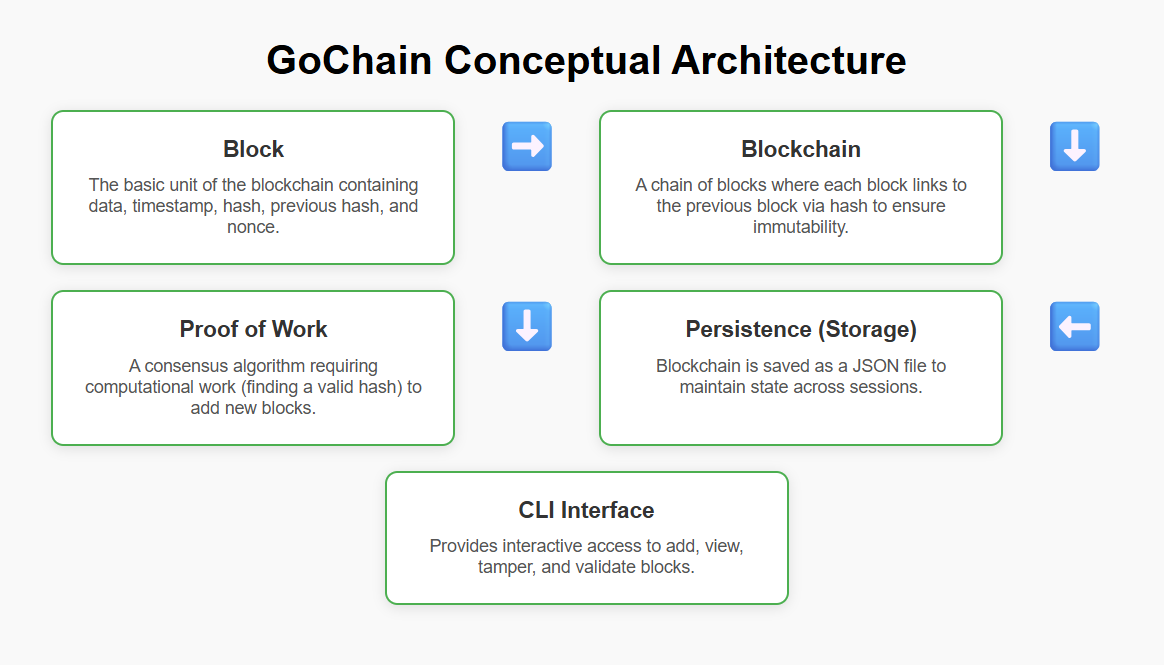 GoChain Conceptual Architecture
Block
The basic unit of the blockchain containing
data, timestamp, hash, previous hash, and
nonce.
Blockchain
A chain of blocks where each block links to
the previous block via hash to ensure
immutability.
Proof of Work
A consensus algorithm requiring
computational work (finding a valid hash) to
add new blocks.
Persistence (Storage)
Blockchain is saved as a JSON file to
maintain state across sessions.
CLI Interface
Provides interactive access to add, view,
tamper, and validate blocks.